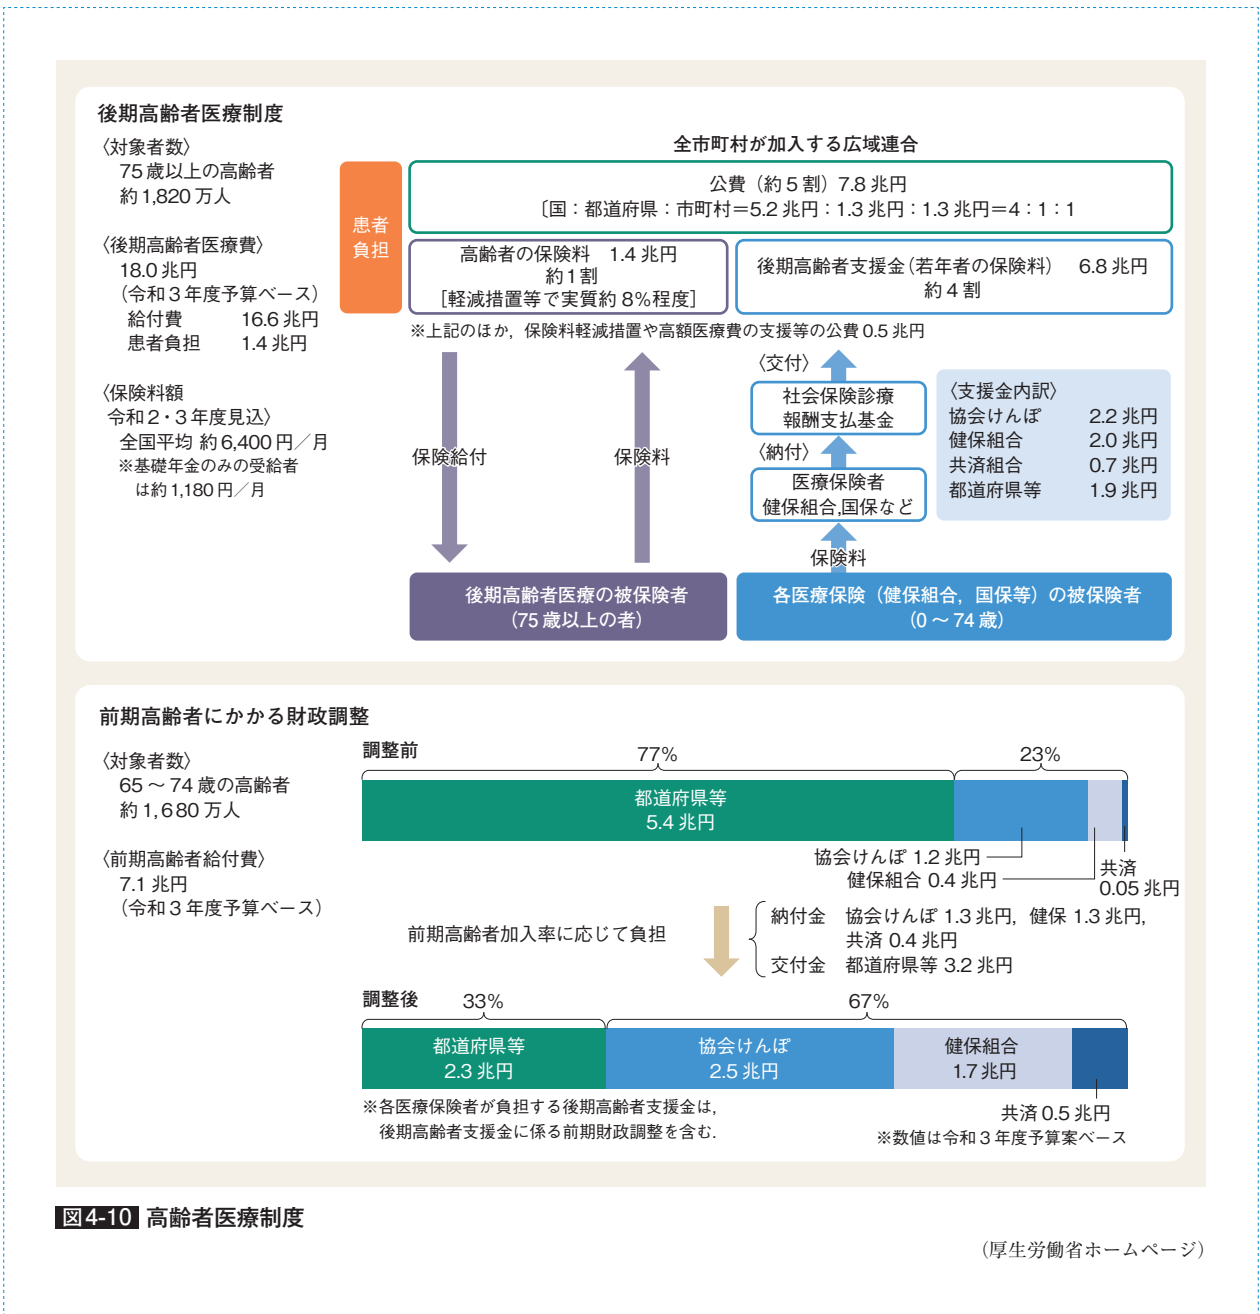 後期高齢者医療制度
〈対象者数〉
75歳以上の高齢者
約1,820万人
〈後期高齢者医療費〉
18.0兆円
（令和3年度予算ベース）
給付費 16.6兆円
患者負担 1.4兆円
〈保険料額
令和2・3年度見込〉
全国平均 約6,400円／月
※基礎年金のみの受給者
は約1,180円／月
全市町村が加入する広域連合
患者
負担
公費（約5割）7.8兆円
〔国：都道府県：市町村＝5.2兆円：1.3兆円：1.3兆円＝4：1：1
高齢者の保険料 1.4兆円
約1割
［軽減措置等で実質約8%程度］
後期高齢者支援金（若年者の保険料） 6.8兆円
約4割
※上記のほか，保険料軽減措置や高額医療費の支援等の公費0.5兆円
保険給付
保険料
〈交付〉
社会保険診療
報酬支払基金
〈納付〉
医療保険者
健保組合,国保など
保険料
〈支援金内訳〉
協会けんぽ 2.2兆円
健保組合 2.0兆円
共済組合 0.7兆円
都道府県等 1.9兆円
後期高齢者医療の被保険者
（75歳以上の者）
各医療保険（健保組合，国保等）の被保険者
（0～74歳）
前期高齢者にかかる財政調整
〈対象者数〉
65～74歳の高齢者
約1,680万人
〈前期高齢者給付費〉
7.1兆円
（令和3年度予算ベース）
調整前
77%
23%
都道府県等
5.4兆円
協会けんぽ 1.2兆円
健保組合 0.4兆円
共済
0.05兆円
前期高齢者加入率に応じて負担
納付金 協会けんぽ1.3兆円，健保1.3兆円，
共済0.4兆円
交付金 都道府県等3.2兆円
調整後
33%
67%
都道府県等
2.3兆円
協会けんぽ
2.5兆円
健保組合
1.7兆円
共済0.5兆円
※各医療保険者が負担する後期高齢者支援金は，
後期高齢者支援金に係る前期財政調整を含む．
※数値は令和3年度予算案ベース
図4-10 高齢者医療制度
（厚生労働省ホームページ）